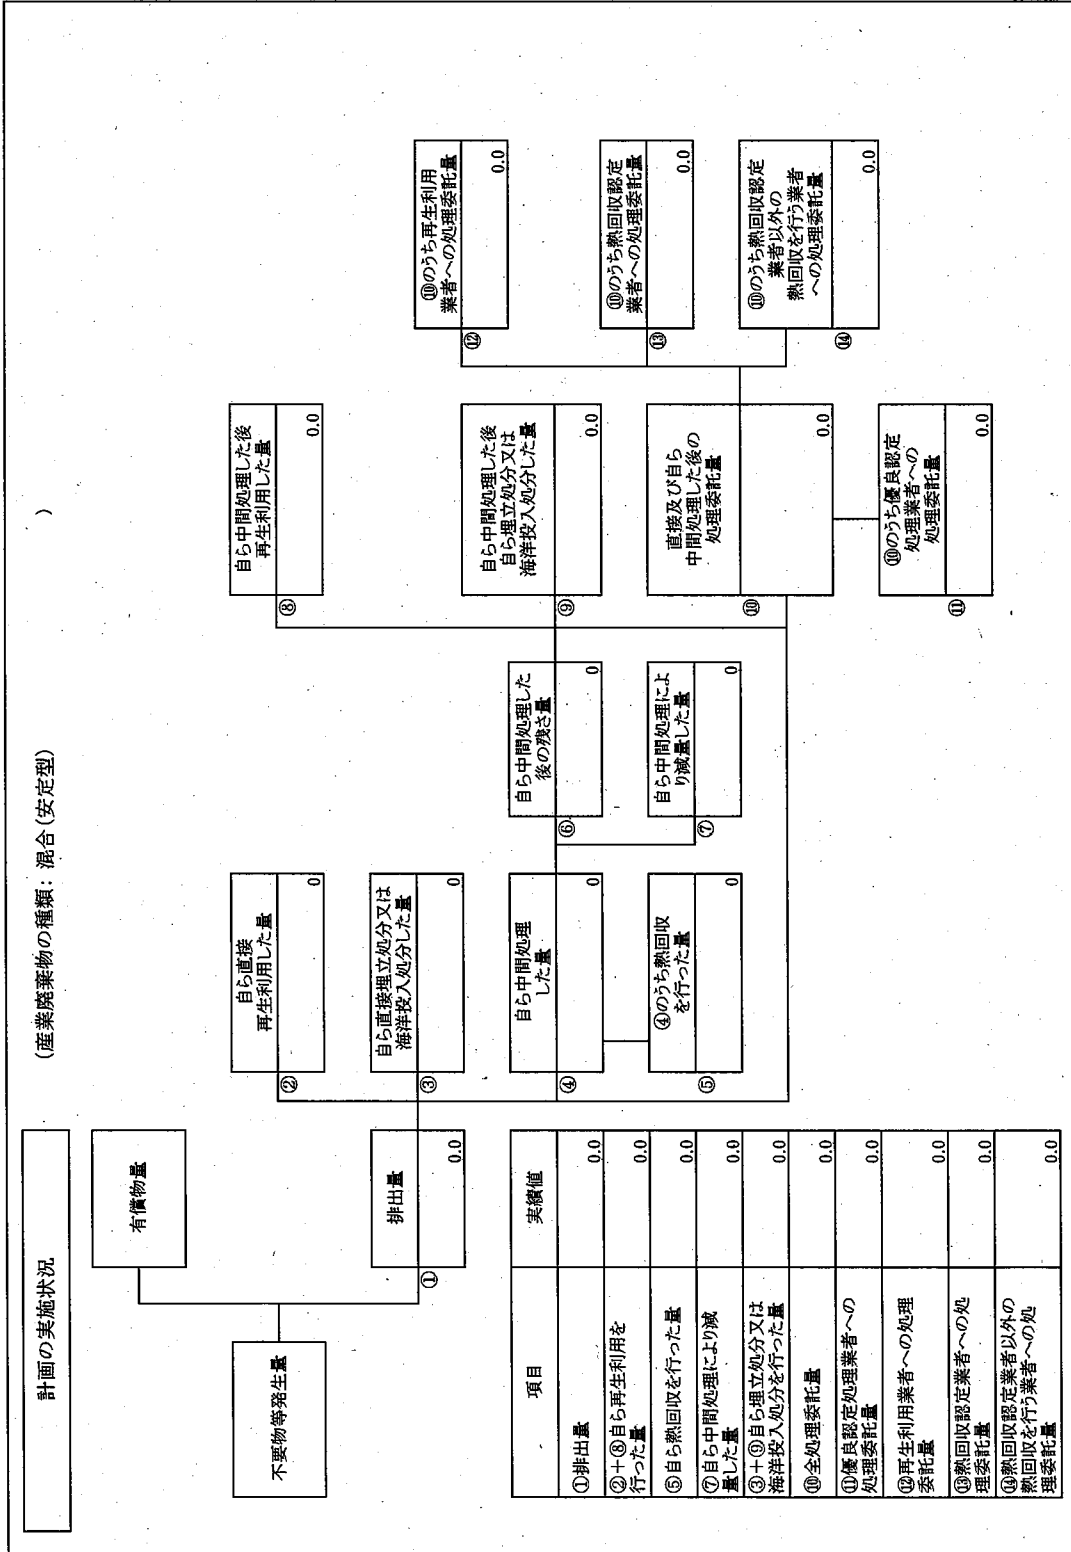 計画の実施状況
(産業廃棄物の種類: 混合(安定型)
)
不要物等発生量
有償物量
①
排出量
0.0
②
自ら直接
再生利用した量
0
③
自ら直接埋立処分又は
海洋投入処分した量
0
④
自ら中間処理
した量
0
⑤
④のうち熱回収
を行った量
⑥
自ら中間処理した
後の残さ量
0
⑦
自ら中間処理によ
り減量した量
0
⑧
自ら中間処理した後
再生利用した量
0.0
⑨
自ら中間処理した後
自ら埋立処分又は
海洋投入処分した量
0.0
⑩
直接及び自ら
中間処理した後の
処理委託量
0.0
⑪
⑩のうち優良認定
処理業者への
処理委託量
0.0
⑫
⑩のうち再生利用
業者への処理委託量
0.0
⑬
⑩のうち熱回収認定
業者への処理委託量
0.0
⑭
⑩のうち熱回収認定
業者以外の
熱回収を行う業者
への処理委託量
0.0
項目
実績値
①排出量
0.0
②+⑧自ら再生利用を
行った量
0.0
⑤自ら熱回収を行った量
0.0
⑦自ら中間処理により減
量した量
0.0
③+⑨自ら埋立処分又は
海洋投入処分を行った量
0.0
⑩全処理委託量
0.0
⑪優良認定処理業者への
処理委託量
0.0
⑫再生利用業者への処理
委託量
0.0
⑬熱回収認定業者への処
理委託量
0.0
⑭熱回収認定業者以外の
熱回収を行う業者への処
理委託量
0.0